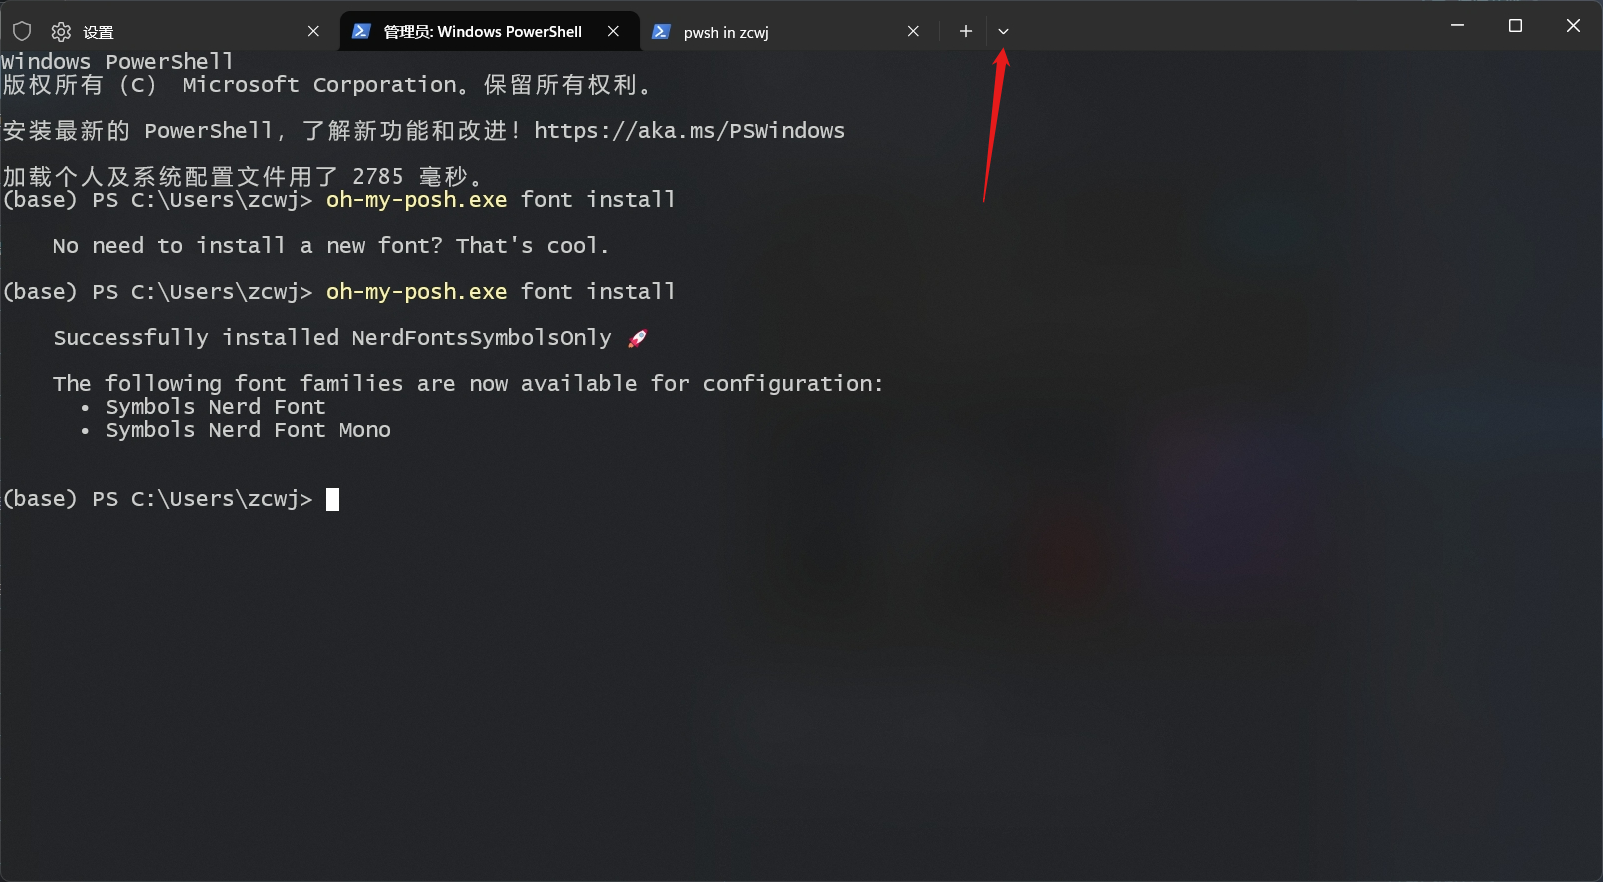 设置
管理员: Windows PowerShell
pwsh in zcwj
Windows PowerShell
版权所有 (C) Microsoft Corporation。保留所有权利。
安装最新的 PowerShell，了解新功能和改进！https://aka.ms/PSWindows
加载个人及系统配置文件用了 2785 毫秒。
(base) PS C:\Users\zcwj> oh-my-posh.exe font install
No need to install a new font? That's cool.
(base) PS C:\Users\zcwj> oh-my-posh.exe font install
Successfully installed NerdFontsSymbolsOnly 🚀
The following font families are now available for configuration:
• Symbols Nerd Font
• Symbols Nerd Font Mono
(base) PS C:\Users\zcwj>